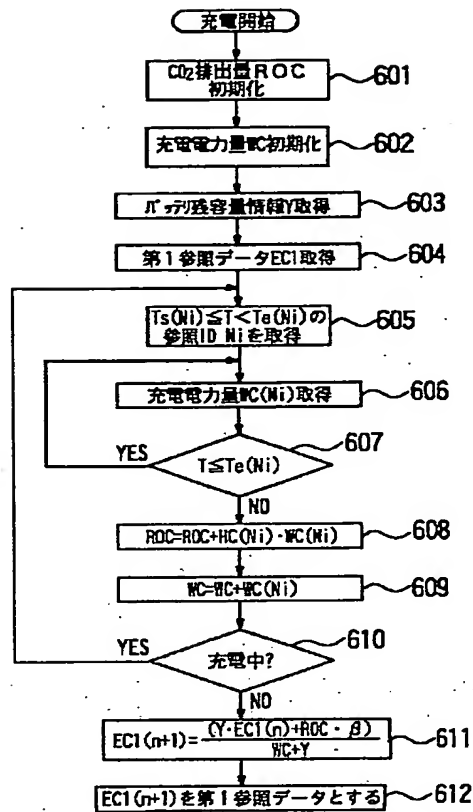 充電開始
CO2排出量ROC
初期化
601
充電電力量WC初期化
602
バッテリ残容量情報Y取得
603
第1参照データEC1取得
604
Ts(Ni)≦T<Te(Ni)の
参照ID Niを取得
605
充電電力量WC(Ni)取得
606
607
YES
T≦Te(Ni)
NO
ROC=ROC+HC(Ni)·WC(Ni)
608
WC=WC+WC(Ni)
609
YES
610
充電中?
NO
EC1(n+1)=(Y·EC1(n)+ROC·β)
WC+Y
611
EC1(n+1)を第1参照データとする
612